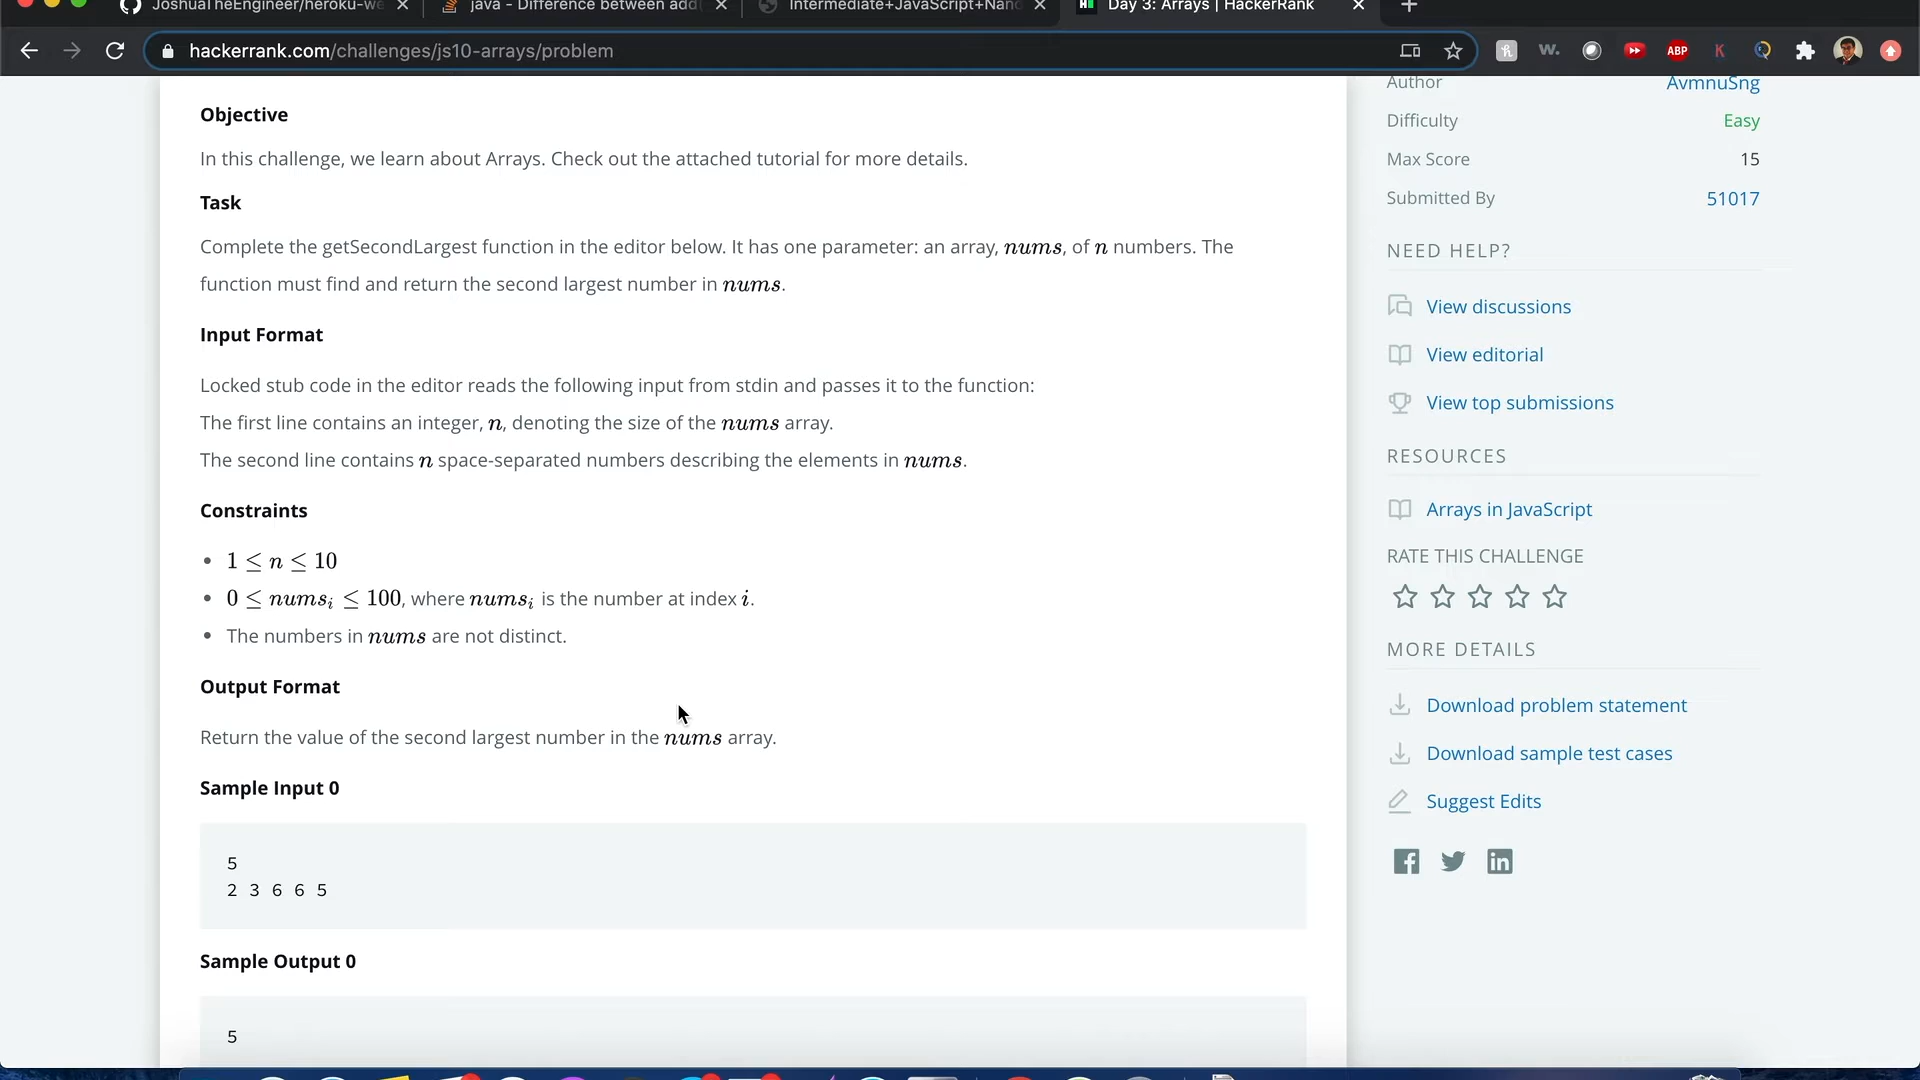 JoshuaTheEngineer/heroku-we
java - Difference between add(
Intermediate+JavaScript+Nano
Day 3: Arrays | HackerRank
hackerrank.com/challenges/js10-arrays/problem
w.
ABP
K
Objective
In this challenge, we learn about Arrays. Check out the attached tutorial for more details.
Task
Complete the getSecondLargest function in the editor below. It has one parameter: an array, nums, of n numbers. The
function must find and return the second largest number in nums.
Input Format
Locked stub code in the editor reads the following input from stdin and passes it to the function:
The first line contains an integer, n, denoting the size of the nums array.
The second line contains n space-separated numbers describing the elements in nums.
Constraints
• 1 ≤ n ≤ 10
• 0 ≤ numsᵢ ≤ 100, where numsᵢ is the number at index i.
• The numbers in nums are not distinct.
Output Format
Return the value of the second largest number in the nums array.
Sample Input 0
5
2 3 6 6 5
Sample Output 0
5
Author AvmnuSng
Difficulty Easy
Max Score 15
Submitted By 51017
NEED HELP?
View discussions
View editorial
View top submissions
RESOURCES
Arrays in JavaScript
RATE THIS CHALLENGE
MORE DETAILS
Download problem statement
Download sample test cases
Suggest Edits